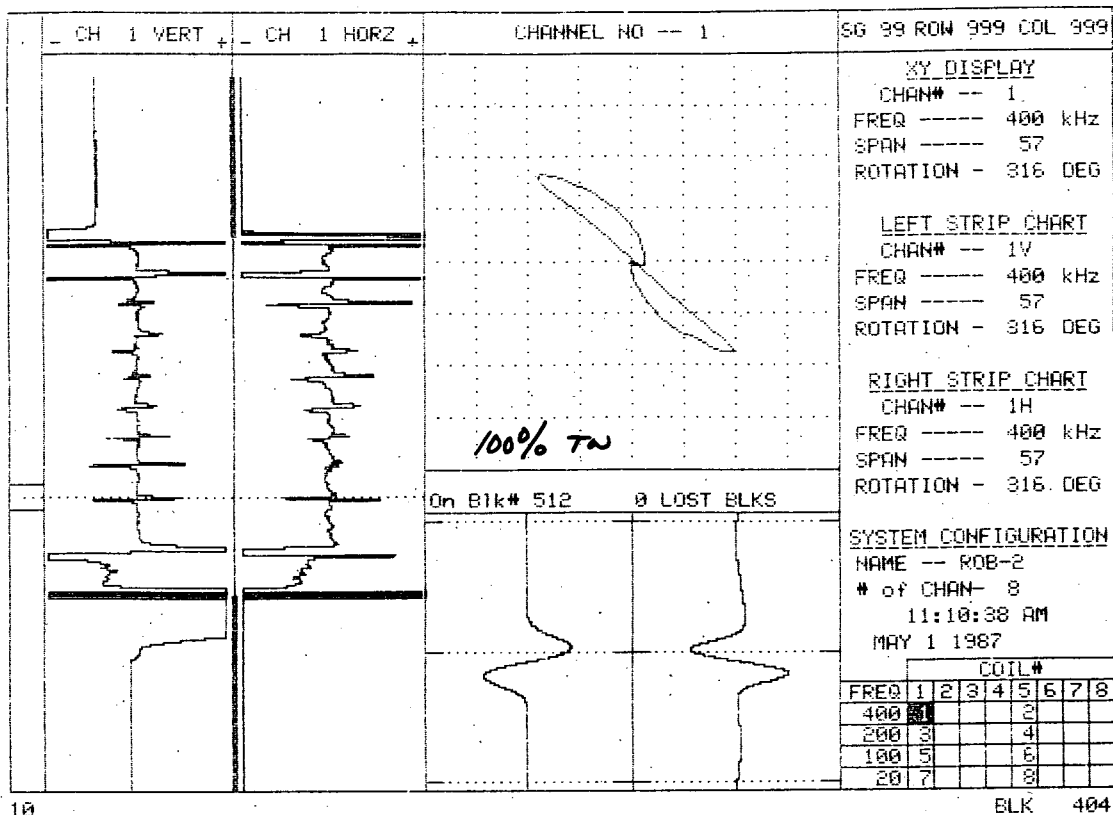 _ CH 1 VERT +
_ CH 1 HORZ +
CHANNEL NO -- 1
SG 99 ROW 999 COL 999
XY DISPLAY
CHAN# -- 1
FREQ ----- 400 kHz
SPAN ----- 57
ROTATION - 316 DEG
LEFT STRIP CHART
CHAN# -- 1V
FREQ ----- 400 kHz
SPAN ----- 57
ROTATION - 316 DEG
RIGHT STRIP CHART
CHAN# -- 1H
FREQ ----- 400 kHz
SPAN ----- 57
ROTATION - 316 DEG
100% TW
On Blk# 512 0 LOST BLKS
SYSTEM CONFIGURATION
NAME -- ROB-2
# of CHAN- 8
11:10:38 AM
MAY 1 1987
COIL#
FREQ 1 2 3 4 5 6 7 8
400 1 2
200 3 4
100 5 6
20 7 8
10
BLK 404